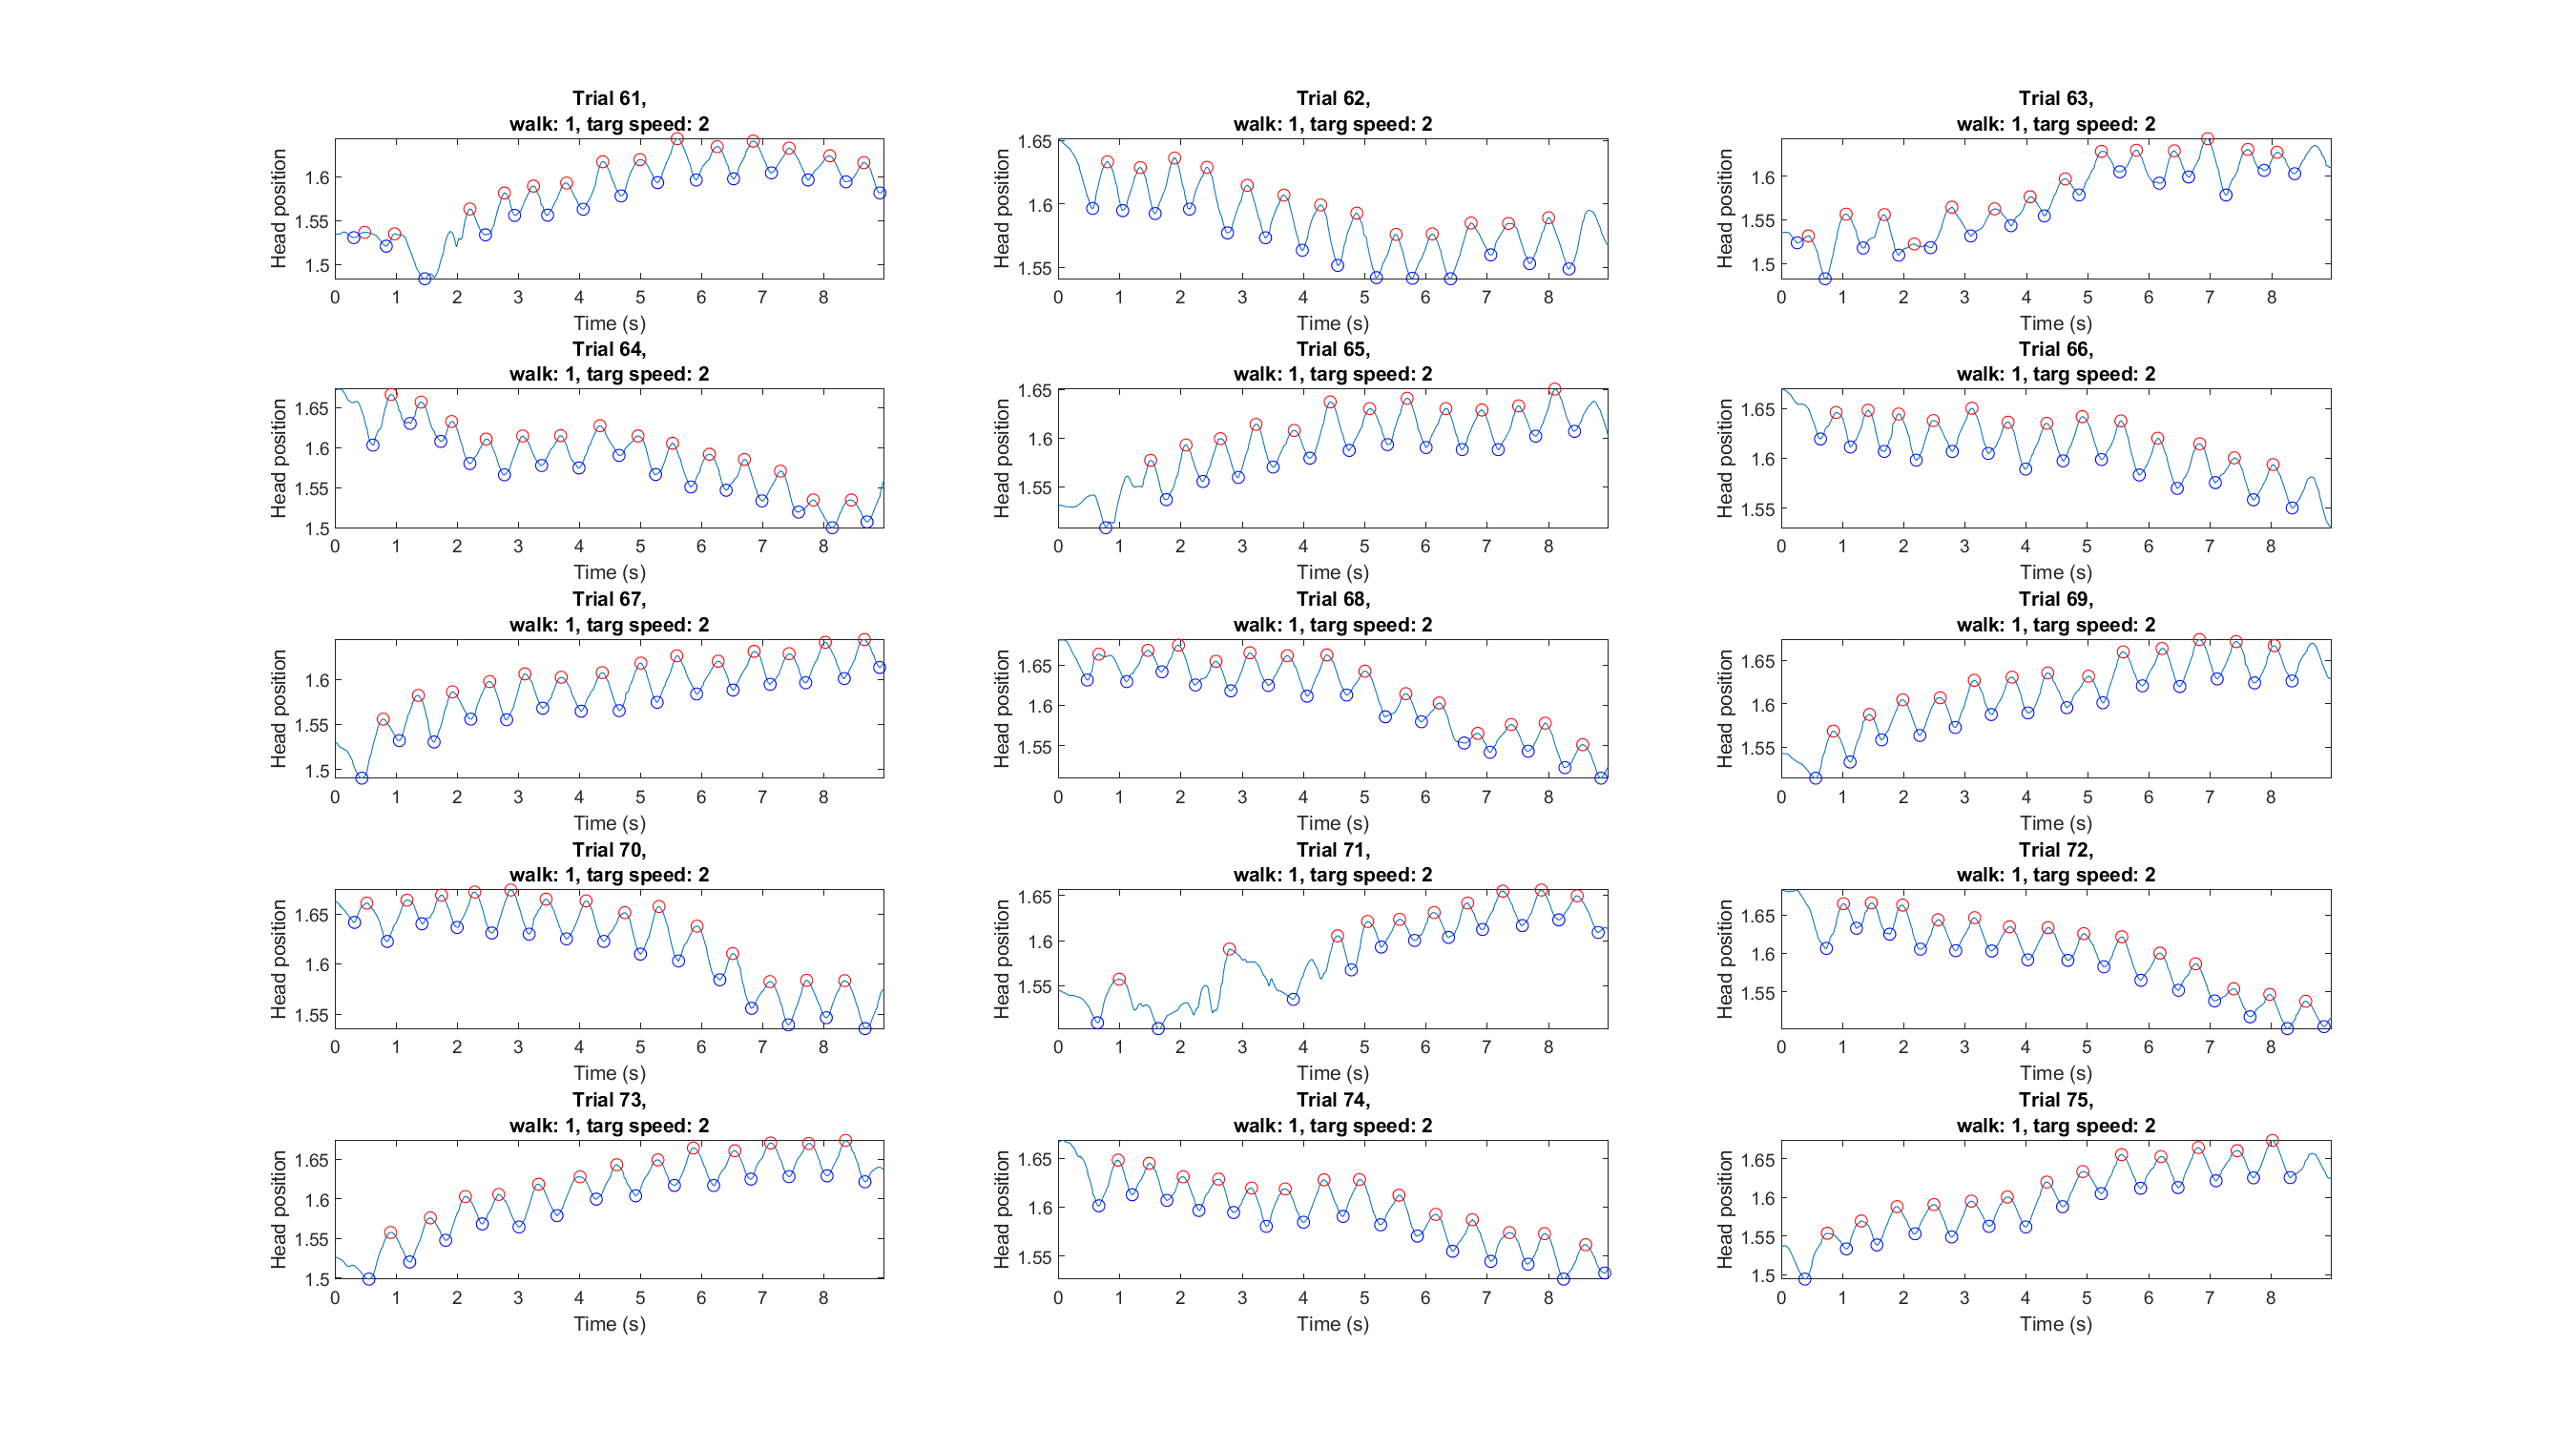 Trial 61,
walk: 1, targ speed: 2
Head position
1.6
1.55
1.5
0 1 2 3 4 5 6 7 8
Time (s)
Trial 62,
walk: 1, targ speed: 2
Head position
1.65
1.6
1.55
0 1 2 3 4 5 6 7 8
Time (s)
Trial 63,
walk: 1, targ speed: 2
Head position
1.6
1.55
1.5
0 1 2 3 4 5 6 7 8
Time (s)
Trial 64,
walk: 1, targ speed: 2
Head position
1.65
1.6
1.55
1.5
0 1 2 3 4 5 6 7 8
Time (s)
Trial 65,
walk: 1, targ speed: 2
Head position
1.65
1.6
1.55
0 1 2 3 4 5 6 7 8
Time (s)
Trial 66,
walk: 1, targ speed: 2
Head position
1.65
1.6
1.55
0 1 2 3 4 5 6 7 8
Time (s)
Trial 67,
walk: 1, targ speed: 2
Head position
1.6
1.55
1.5
0 1 2 3 4 5 6 7 8
Time (s)
Trial 68,
walk: 1, targ speed: 2
Head position
1.65
1.6
1.55
0 1 2 3 4 5 6 7 8
Time (s)
Trial 69,
walk: 1, targ speed: 2
Head position
1.65
1.6
1.55
0 1 2 3 4 5 6 7 8
Time (s)
Trial 70,
walk: 1, targ speed: 2
Head position
1.65
1.6
1.55
0 1 2 3 4 5 6 7 8
Time (s)
Trial 71,
walk: 1, targ speed: 2
Head position
1.65
1.6
1.55
0 1 2 3 4 5 6 7 8
Time (s)
Trial 72,
walk: 1, targ speed: 2
Head position
1.65
1.6
1.55
0 1 2 3 4 5 6 7 8
Time (s)
Trial 73,
walk: 1, targ speed: 2
Head position
1.65
1.6
1.55
1.5
0 1 2 3 4 5 6 7 8
Time (s)
Trial 74,
walk: 1, targ speed: 2
Head position
1.65
1.6
1.55
0 1 2 3 4 5 6 7 8
Time (s)
Trial 75,
walk: 1, targ speed: 2
Head position
1.65
1.6
1.55
1.5
0 1 2 3 4 5 6 7 8
Time (s)